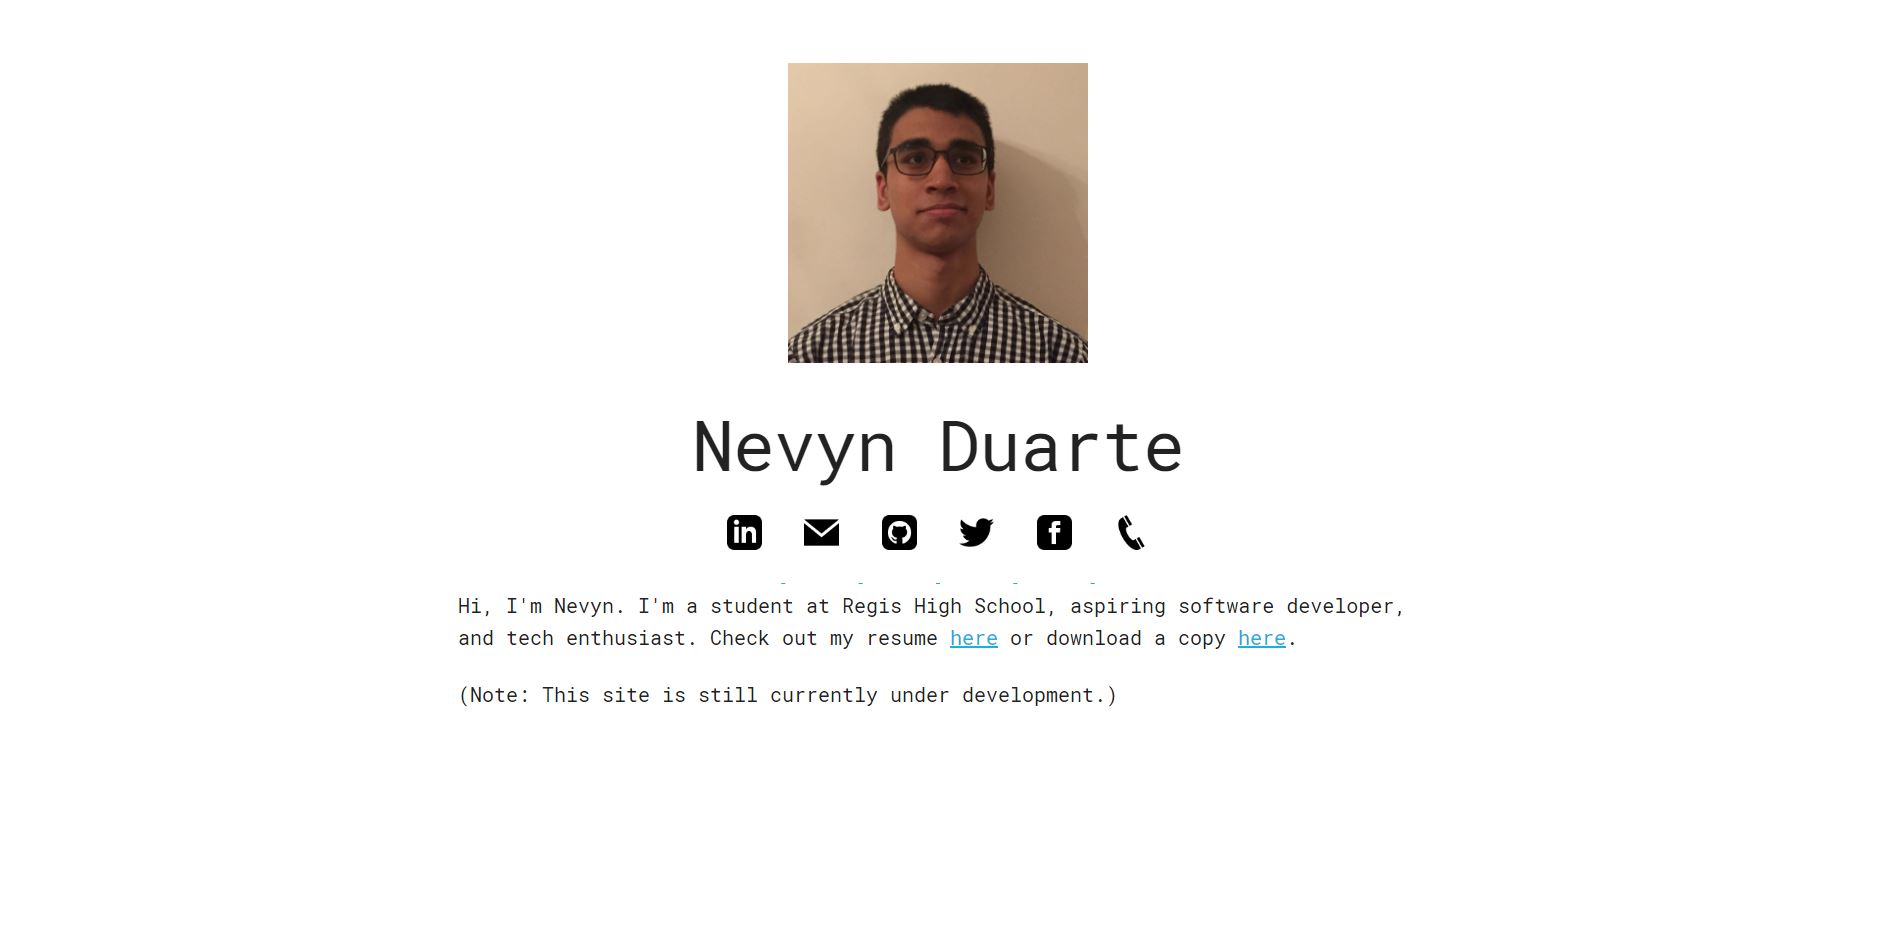 Nevyn Duarte
in
f
Hi, I'm Nevyn. I'm a student at Regis High School, aspiring software developer,
and tech enthusiast. Check out my resume here or download a copy here.
(Note: This site is still currently under development.)